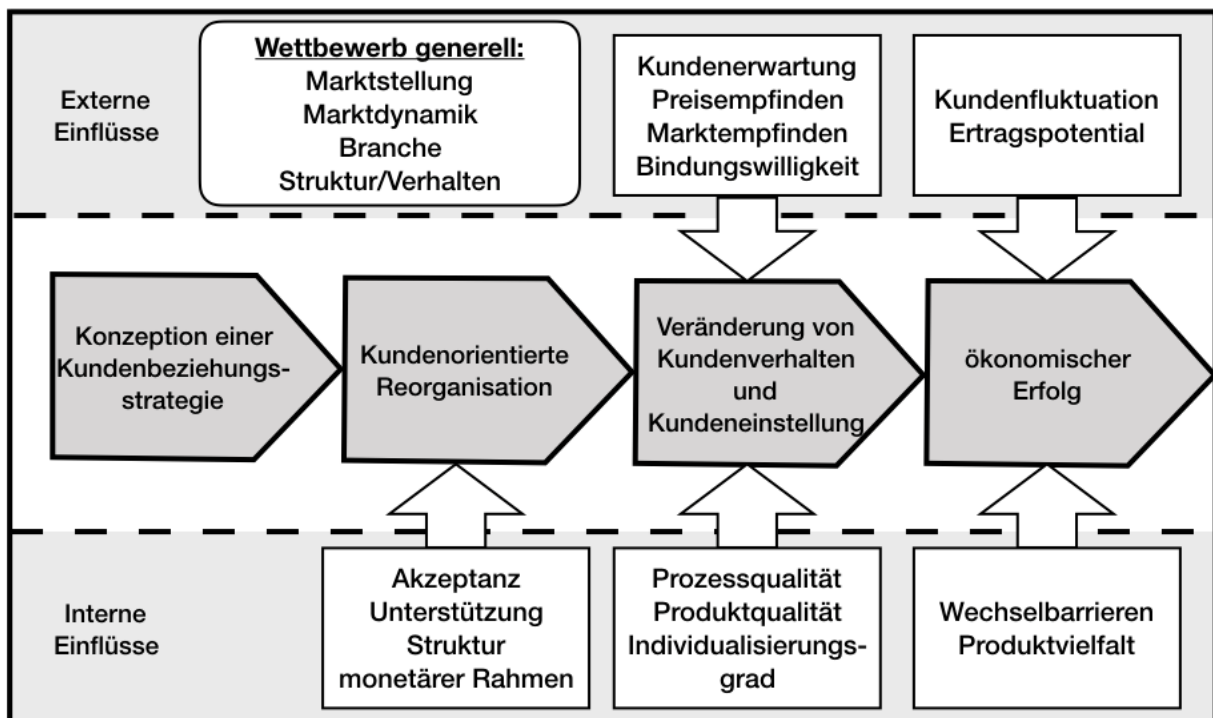 Externe
Einflüsse
Wettbewerb generell:
Marktstellung
Marktdynamik
Branche
Struktur/Verhalten
Kundenerwartung
Preisempfinden
Marktempfinden
Bindungswilligkeit
Kundenfluktuation
Ertragspotential
Konzeption einer
Kundenbeziehungs-
strategie
Kundenorientierte
Reorganisation
Veränderung von
Kundenverhalten
und
Kundeneinstellung
ökonomischer
Erfolg
Interne
Einflüsse
Akzeptanz
Unterstützung
Struktur
monetärer Rahmen
Prozessqualität
Produktqualität
Individualisierungs-
grad
Wechselbarrieren
Produktvielfalt